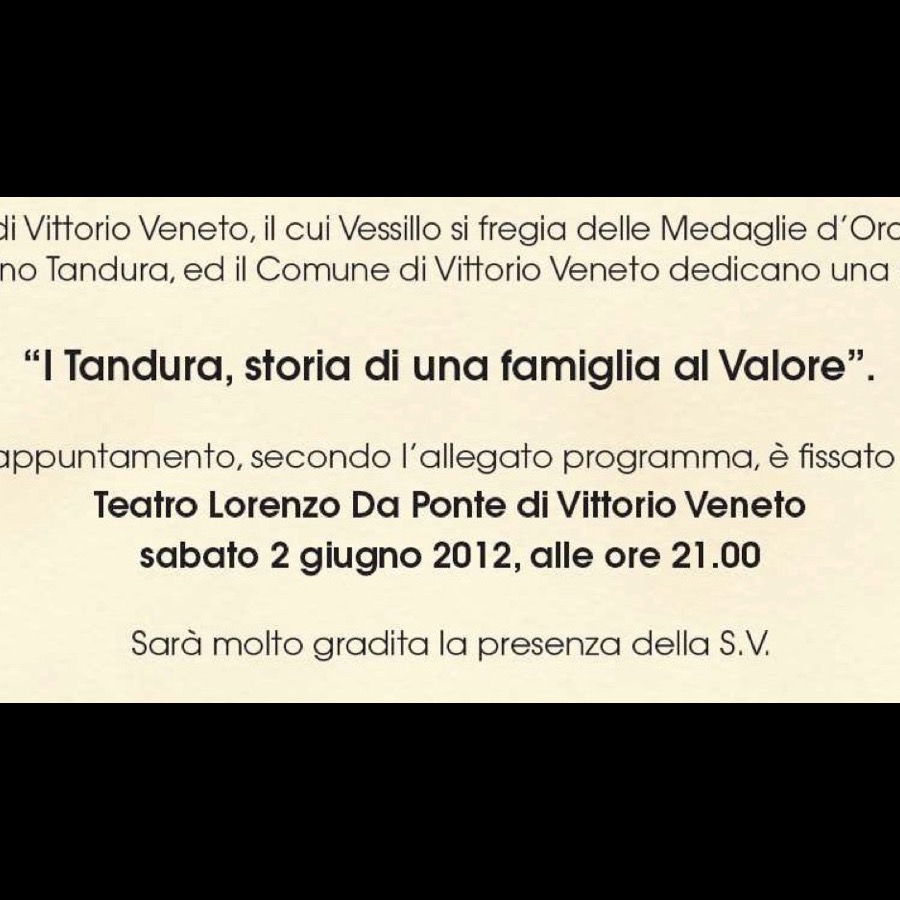 di Vittorio Veneto, il cui Vessillo si fregia delle Medaglie d'Oro
no Tandura, ed il Comune di Vittorio Veneto dedicano una
“I Tandura, storia di una famiglia al Valore”.
appuntamento, secondo l'allegato programma, è fissato
Teatro Lorenzo Da Ponte di Vittorio Veneto
sabato 2 giugno 2012, alle ore 21.00
Sarà molto gradita la presenza della S.V.